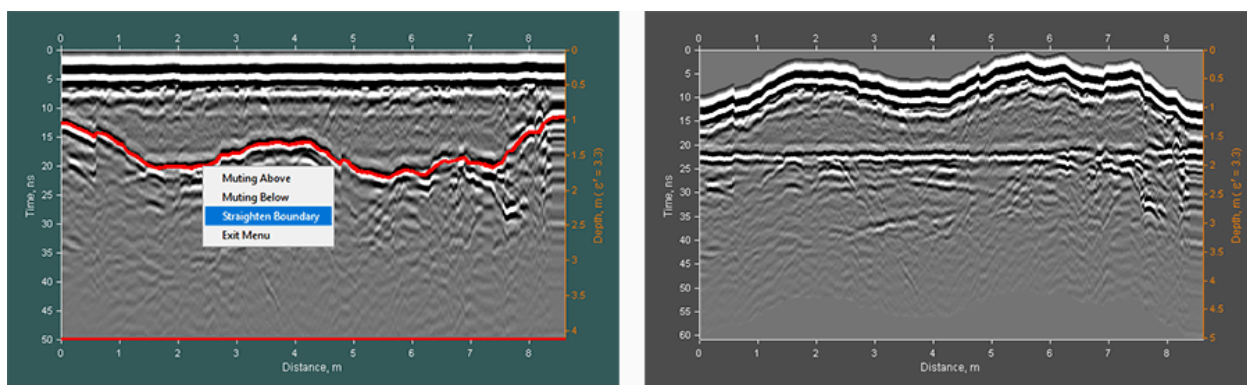 0 1 2 3 4 5 6 7 8
0 5 10 15 20 25 30 35 40 45 50
Time, ns
Muting Above
Muting Below
Straighten Boundary
Exit Menu
0 0.5 1 1.5 2 2.5 3 3.5 4
Depth, m ( ε' = 3.3)
0 1 2 3 4 5 6 7 8
Distance, m
0 1 2 3 4 5 6 7 8
0 5 10 15 20 25 30 35 40 45 50 55 60
Time, ns
0 0.5 1 1.5 2 2.5 3 3.5 4 4.5 5
Depth, m ( ε' = 3.3)
0 1 2 3 4 5 6 7 8
Distance, m